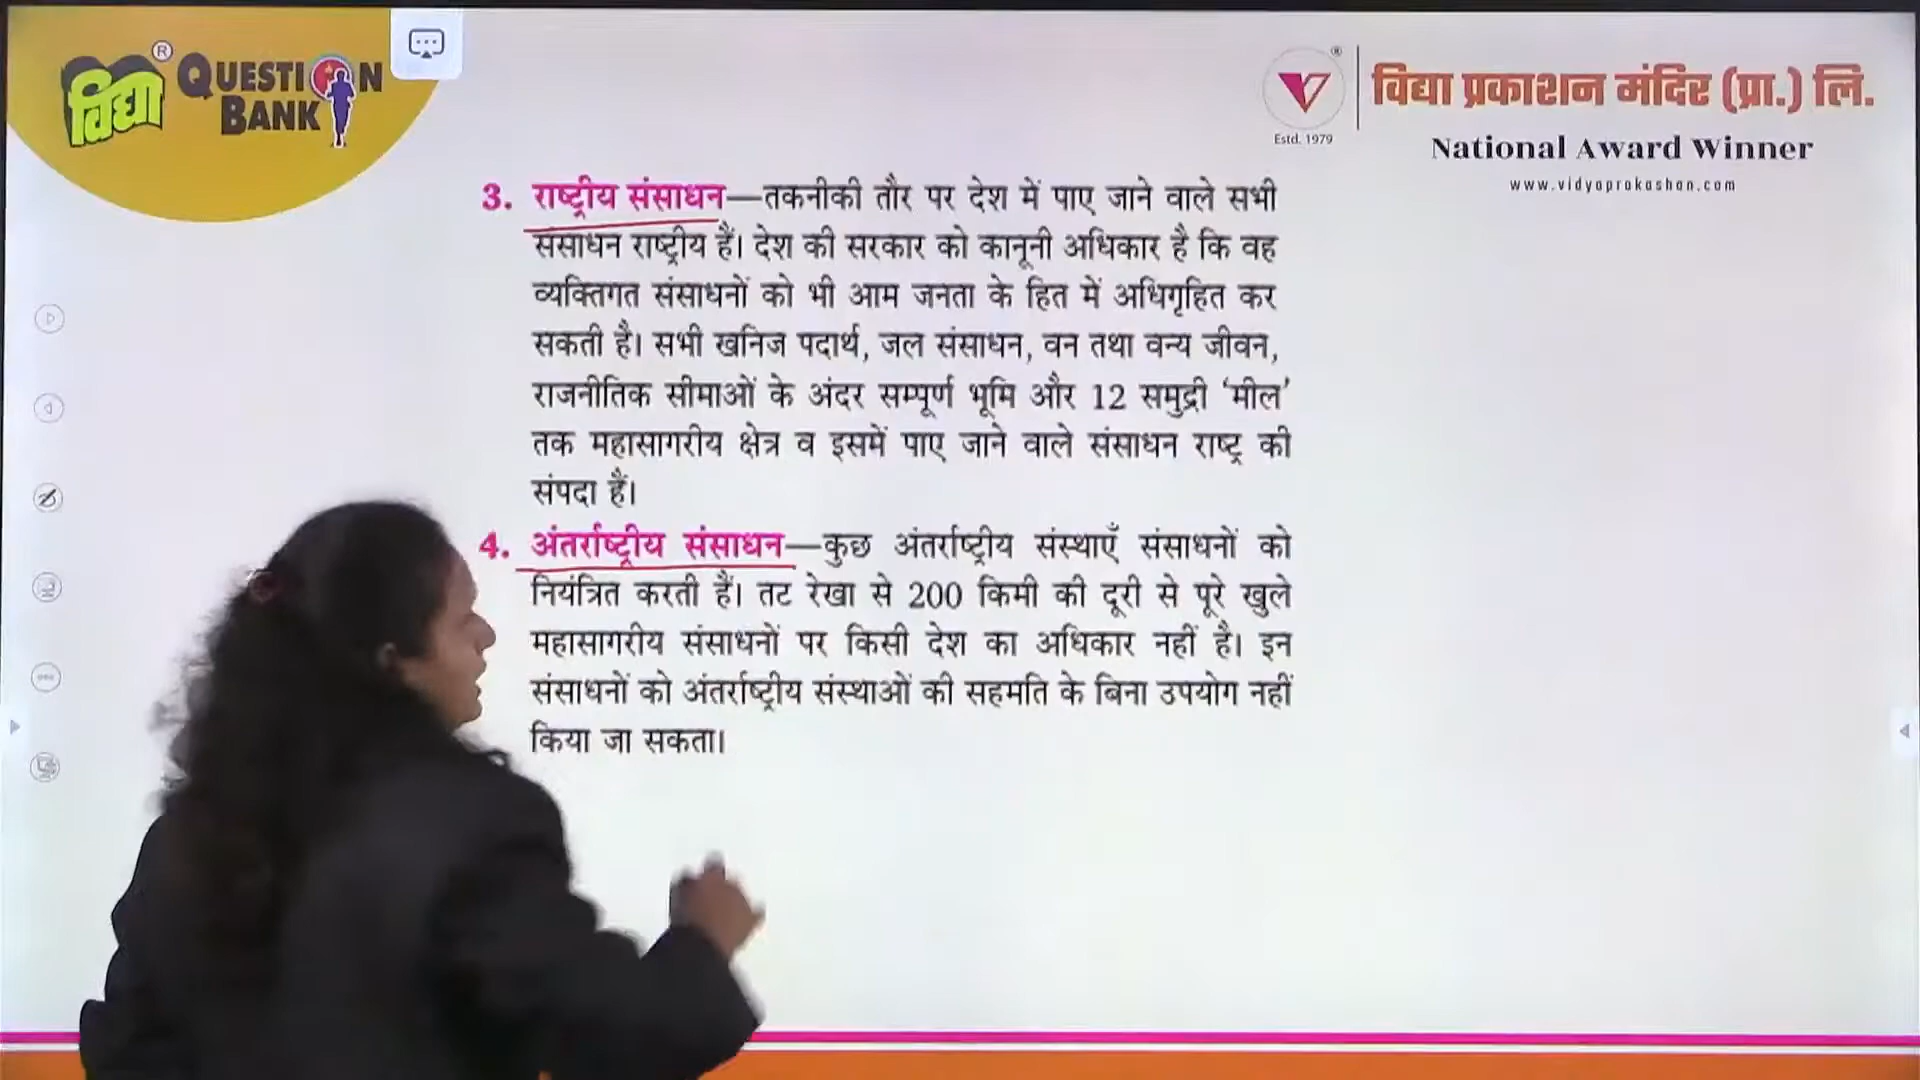 विद्या
®
QUESTION
BANK
®
Estd. 1979
विद्या प्रकाशन मंदिर (प्रा.) लि.
National Award Winner
www.vidyaprakashan.com
3. राष्ट्रीय संसाधन—तकनीकी तौर पर देश में पाए जाने वाले सभी
संसाधन राष्ट्रीय हैं। देश की सरकार को कानूनी अधिकार है कि वह
व्यक्तिगत संसाधनों को भी आम जनता के हित में अधिगृहित कर
सकती है। सभी खनिज पदार्थ, जल संसाधन, वन तथा वन्य जीवन,
राजनीतिक सीमाओं के अंदर सम्पूर्ण भूमि और 12 समुद्री ‘मील’
तक महासागरीय क्षेत्र व इसमें पाए जाने वाले संसाधन राष्ट्र की
संपदा हैं।
4. अंतर्राष्ट्रीय संसाधन—कुछ अंतर्राष्ट्रीय संस्थाएँ संसाधनों को
नियंत्रित करती हैं। तट रेखा से 200 किमी की दूरी से पूरे खुले
महासागरीय संसाधनों पर किसी देश का अधिकार नहीं है। इन
संसाधनों को अंतर्राष्ट्रीय संस्थाओं की सहमति के बिना उपयोग नहीं
किया जा सकता।